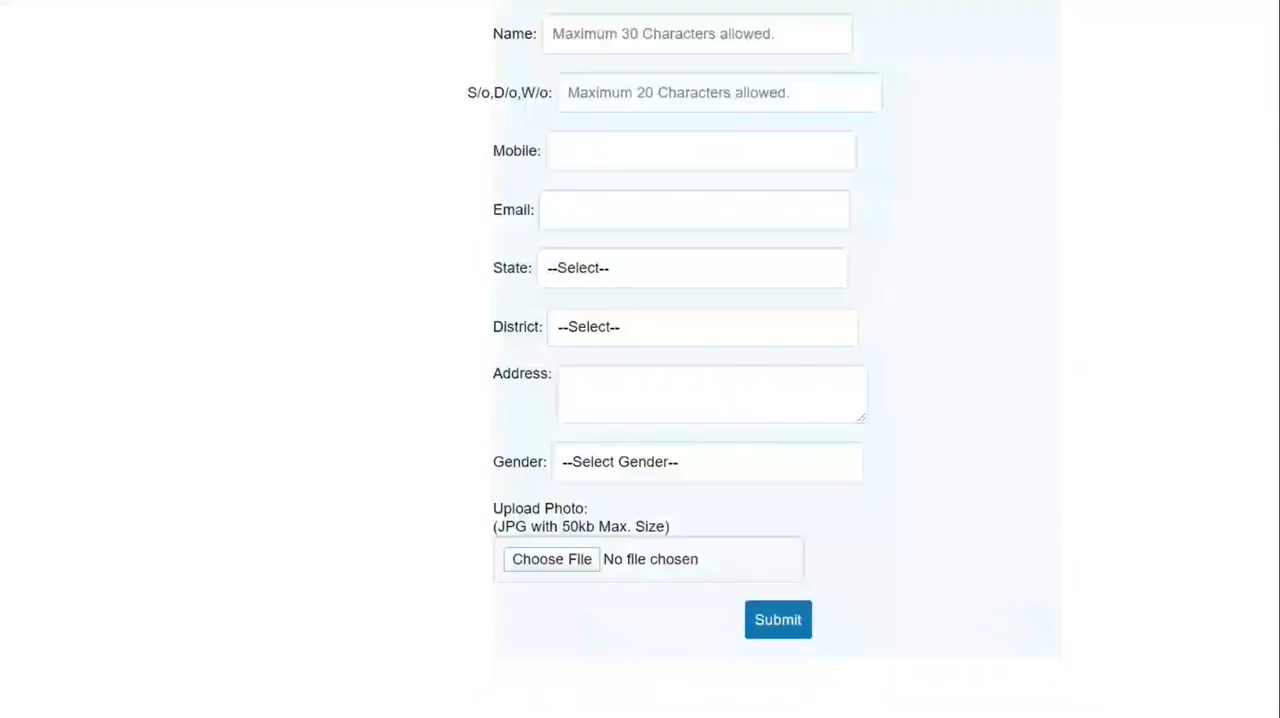 Name: Maximum 30 Characters allowed.
S/o,D/o,W/o: Maximum 20 Characters allowed.
Mobile:
Email:
State: --Select--
District: --Select--
Address:
Gender: --Select Gender--
Upload Photo:
(JPG with 50kb Max. Size)
Choose File No file chosen
Submit